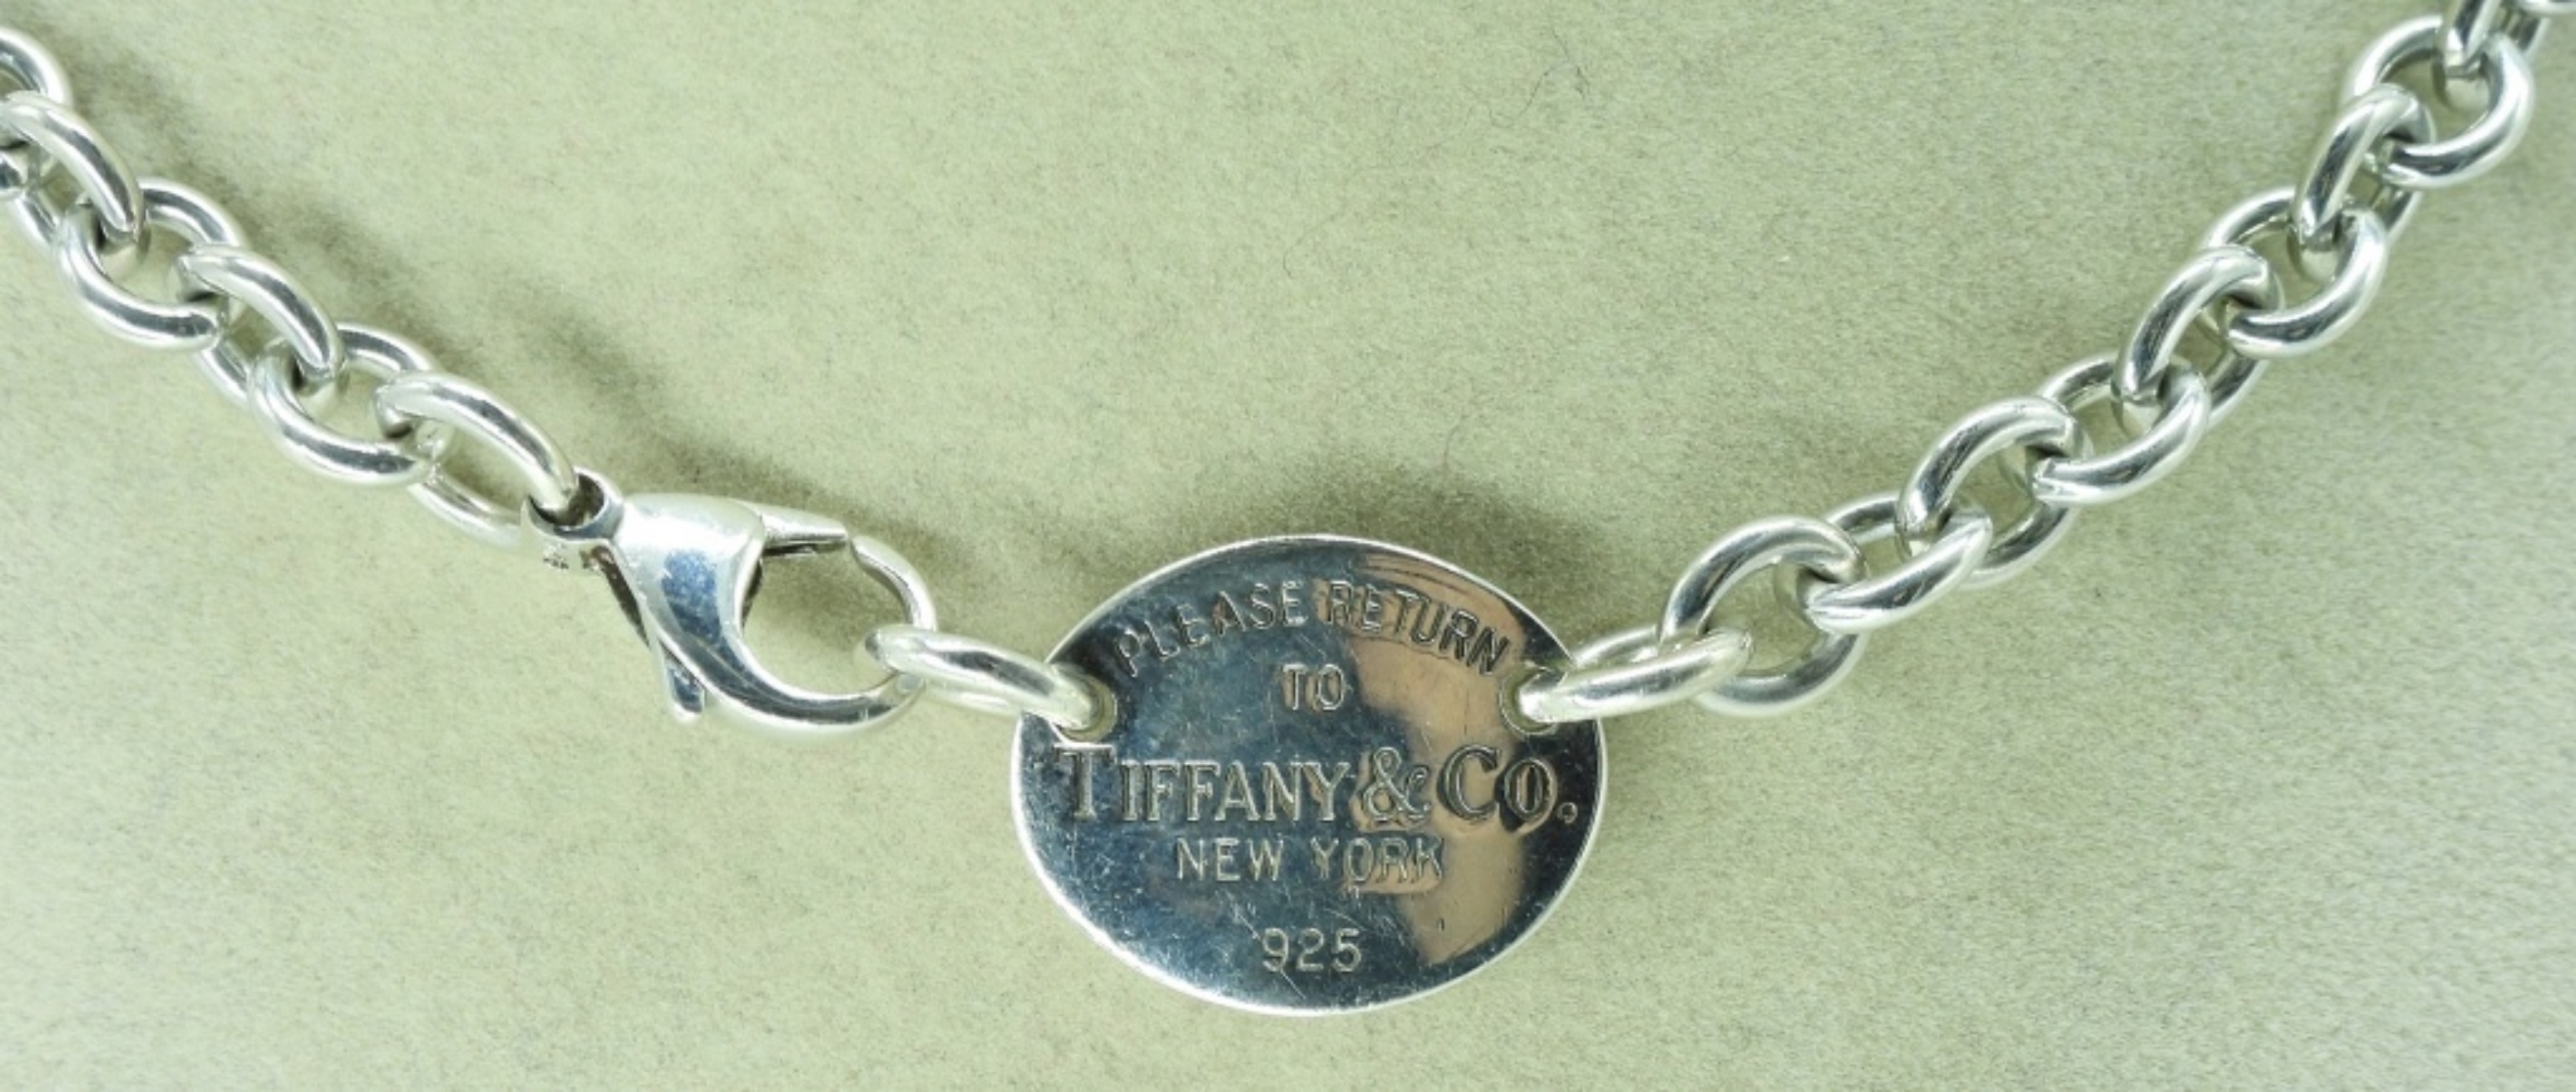 PLEASE RETURN
TO
TIFFANY & CO.
NEW YORK
925